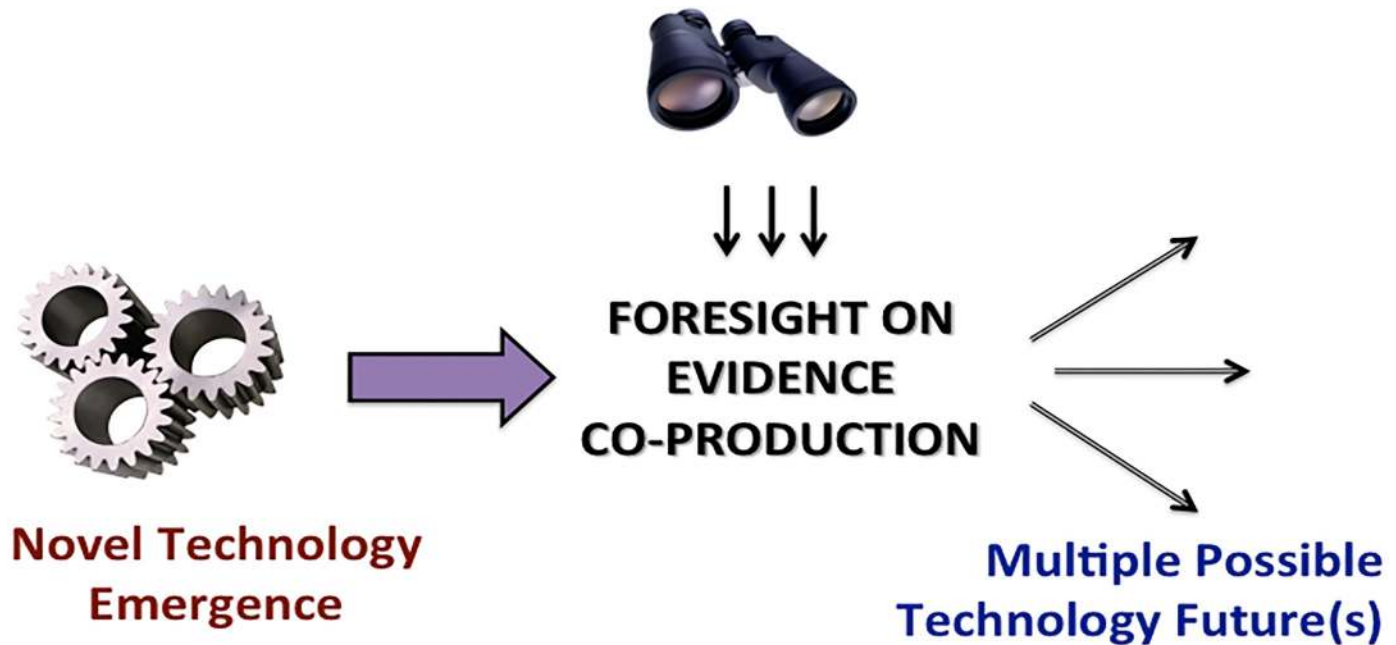 FORESIGHT ON
EVIDENCE
CO-PRODUCTION
Novel Technology
Emergence
Multiple Possible
Technology Future(s)